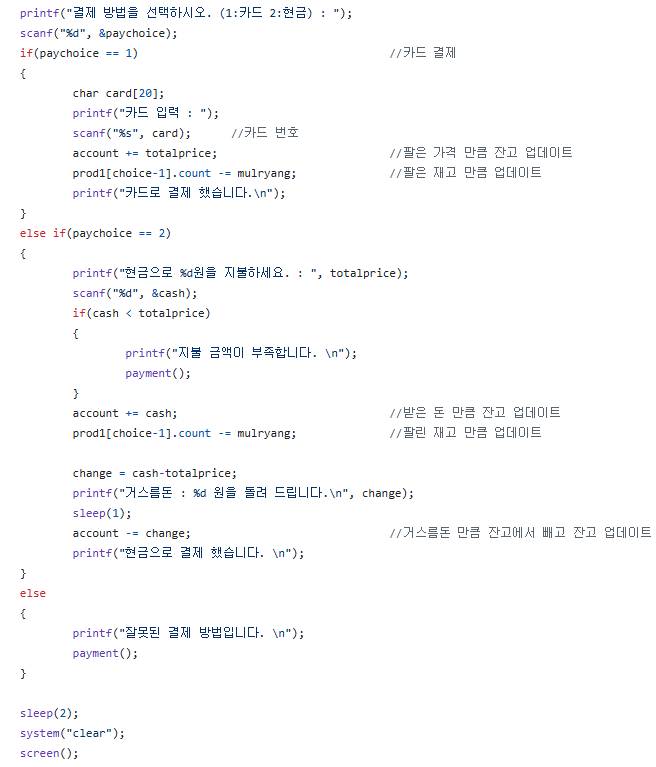 printf("결제 방법을 선택하시오. (1:카드 2:현금) : ");
scanf("%d", &paychoice);
if(paychoice == 1) //카드 결제
{
char card[20];
printf("카드 입력 : ");
scanf("%s", card); //카드 번호
account += totalprice; //팔은 가격 만큼 잔고 업데이트
prod1[choice-1].count -= mulryang; //팔은 재고 만큼 업데이트
printf("카드로 결제 했습니다.\n");
}
else if(paychoice == 2)
{
printf("현금으로 %d원을 지불하세요. : ", totalprice);
scanf("%d", &cash);
if(cash < totalprice)
{
printf("지불 금액이 부족합니다. \n");
payment();
}
account += cash; //받은 돈 만큼 잔고 업데이트
prod1[choice-1].count -= mulryang; //팔린 재고 만큼 업데이트
change = cash-totalprice;
printf("거스름돈 : %d 원을 돌려 드립니다.\n", change);
sleep(1);
account -= change; //거스름돈 만큼 잔고에서 빼고 잔고 업데이트
printf("현금으로 결제 했습니다. \n");
}
else
{
printf("잘못된 결제 방법입니다. \n");
payment();
}
sleep(2);
system("clear");
screen();